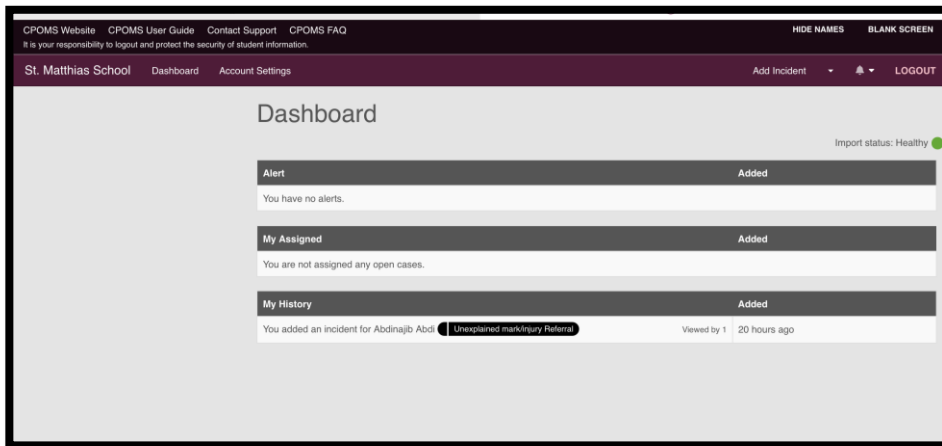 CPOMS Website CPOMS User Guide Contact Support CPOMS FAQ HIDE NAMES BLANK SCREEN
It is your responsibility to logout and protect the security of student information.
St. Matthias School Dashboard Account Settings Add Incident LOGOUT
Dashboard
Import status: Healthy
Alert Added
You have no alerts.
My Assigned Added
You are not assigned any open cases.
My History Added
You added an incident for Abdinajib Abdi Unexplained mark/injury Referral Viewed by 1 20 hours ago